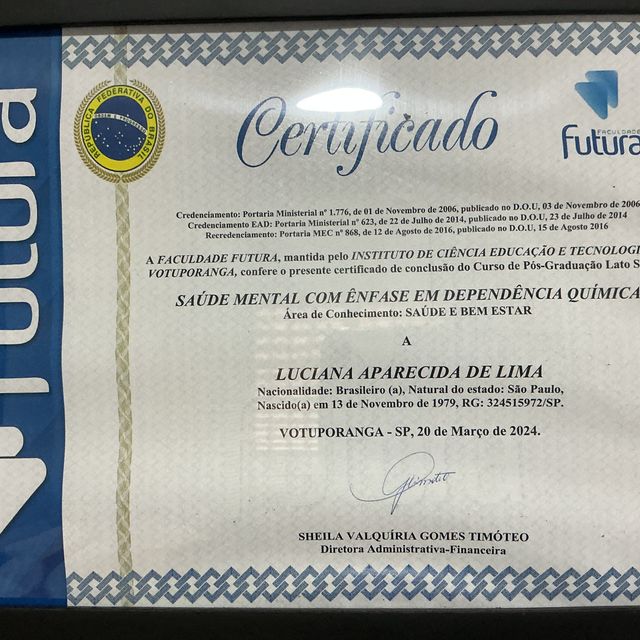 Futura
REPÚBLICA FEDERATIVA DO BRASIL
ORDEM E PROGRESSO
Certificado
FACULDADE
Futura
Credenciamento: Portaria Ministerial nº 1.776, de 01 de Novembro de 2006, publicado no D.O.U, 03 de Novembro de 2006
Credenciamento EAD: Portaria Ministerial nº 623, de 22 de Julho de 2014, publicado no D.O.U, 23 de Julho de 2014
Recredenciamento: Portaria MEC nº 868, de 12 de Agosto de 2016, publicado no D.O.U, 15 de Agosto 2016
A FACULDADE FUTURA, mantida pelo INSTITUTO DE CIÊNCIA EDUCAÇÃO E TECNOLOGI
VOTUPORANGA, confere o presente certificado de conclusão do Curso de Pós-Graduação Lato S
SAÚDE MENTAL COM ÊNFASE EM DEPENDÊNCIA QUÍMICA
Área de Conhecimento: SAÚDE E BEM ESTAR
A
LUCIANA APARECIDA DE LIMA
Nacionalidade: Brasileiro (a), Natural do estado: São Paulo,
Nascido(a) em 13 de Novembro de 1979, RG: 324515972/SP.
VOTUPORANGA - SP, 20 de Março de 2024.
SHEILA VALQUÍRIA GOMES TIMÓTEO
Diretora Administrativa-Financeira